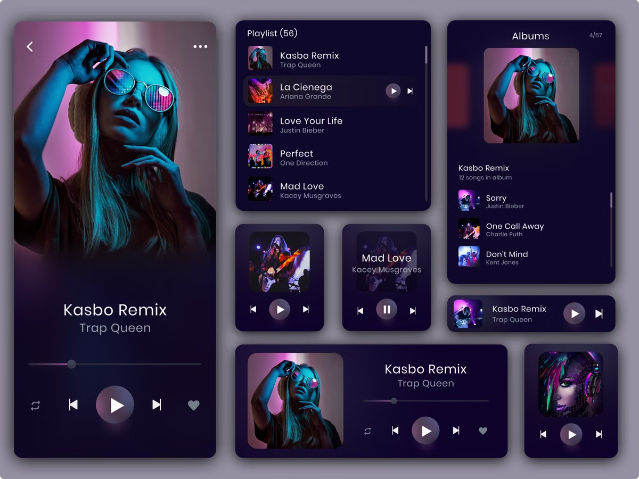 Kasbo Remix
Trap Queen
Playlist (56)
Kasbo Remix
Trap Queen
La Cienega
Ariana Grande
Love Your Life
Justin Bieber
Perfect
One Direction
Mad Love
Kacey Musgraves
Mad Love
Kacey Musgraves
Albums
4/57
Kasbo Remix
12 songs in album
Sorry
Justin Bieber
One Call Away
Charlie Puth
Don't Mind
Kent Jones
Kasbo Remix
Trap Queen
Kasbo Remix
Trap Queen